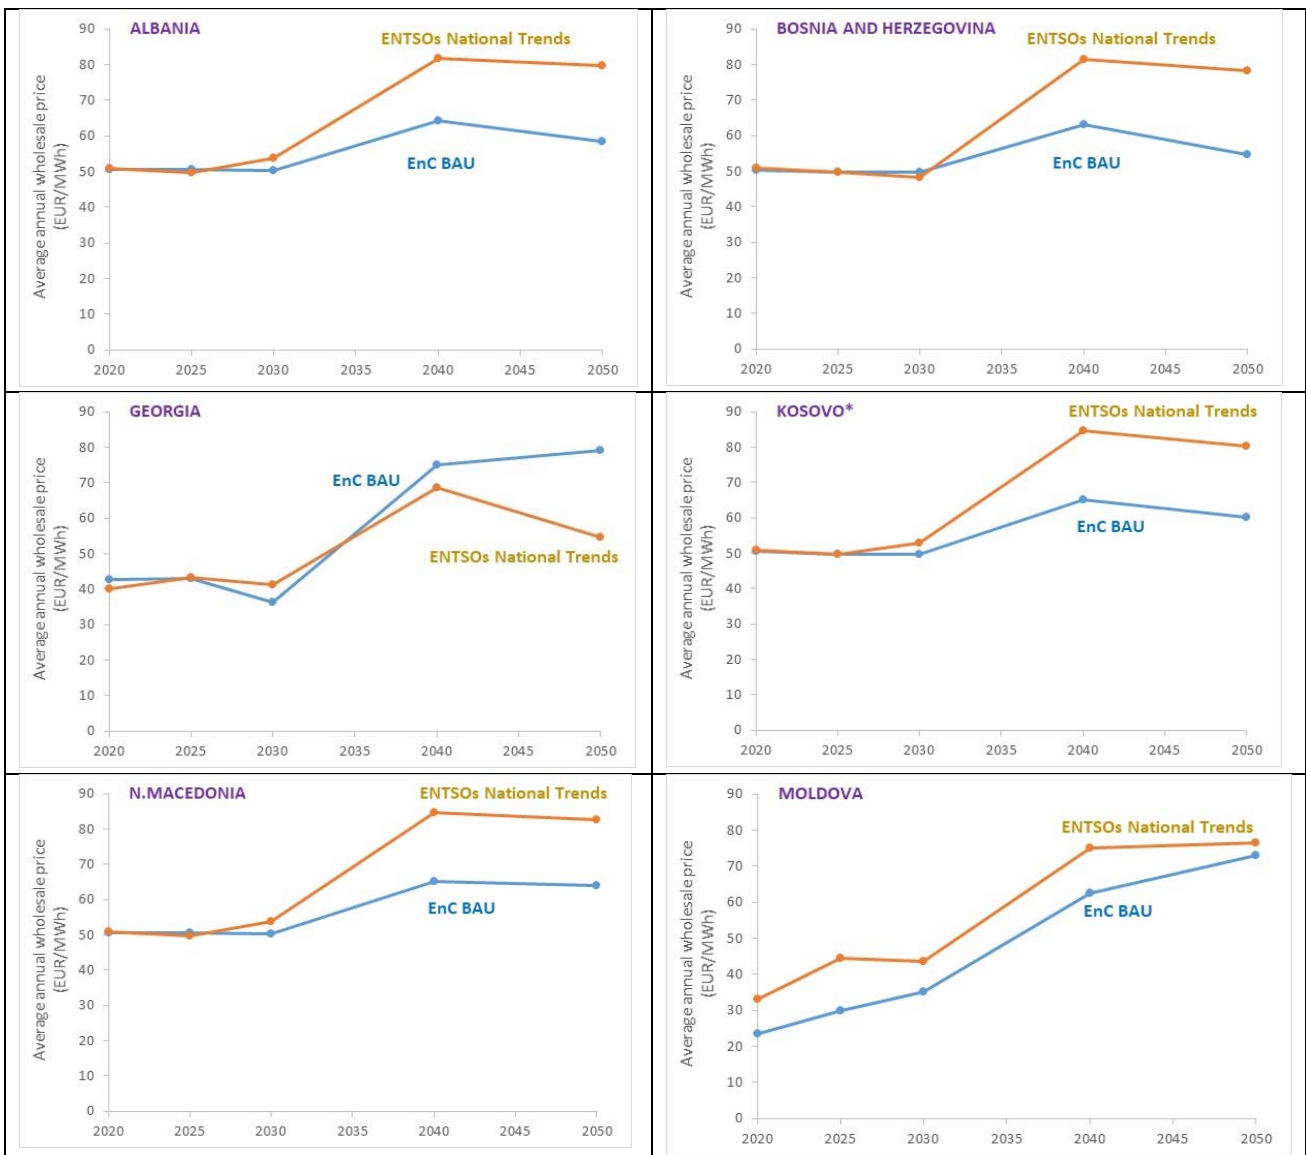 ALBANIA
ENTSOs National Trends
EnC BAU
Average annual wholesale price
(EUR/MWh)
90
80
70
60
50
40
30
20
10
0
2020 2025 2030 2035 2040 2045 2050
BOSNIA AND HERZEGOVINA
ENTSOs National Trends
EnC BAU
Average annual wholesale price
(EUR/MWh)
90
80
70
60
50
40
30
20
10
0
2020 2025 2030 2035 2040 2045 2050
GEORGIA
EnC BAU
ENTSOs National Trends
Average annual wholesale price
(EUR/MWh)
90
80
70
60
50
40
30
20
10
0
2020 2025 2030 2035 2040 2045 2050
KOSOVO*
ENTSOs National Trends
EnC BAU
Average annual wholesale price
(EUR/MWh)
90
80
70
60
50
40
30
20
10
0
2020 2025 2030 2035 2040 2045 2050
N.MACEDONIA
ENTSOs National Trends
EnC BAU
Average annual wholesale price
(EUR/MWh)
90
80
70
60
50
40
30
20
10
0
2020 2025 2030 2035 2040 2045 2050
MOLDOVA
ENTSOs National Trends
EnC BAU
Average annual wholesale price
(EUR/MWh)
90
80
70
60
50
40
30
20
10
0
2020 2025 2030 2035 2040 2045 2050